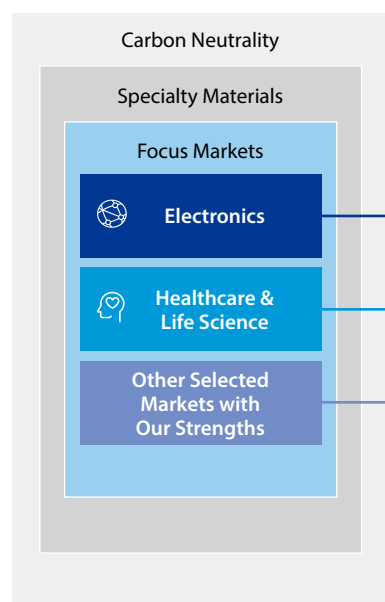 Carbon Neutrality
Specialty Materials
Focus Markets
Electronics
Healthcare &
Life Science
Other Selected
Markets with
Our Strengths